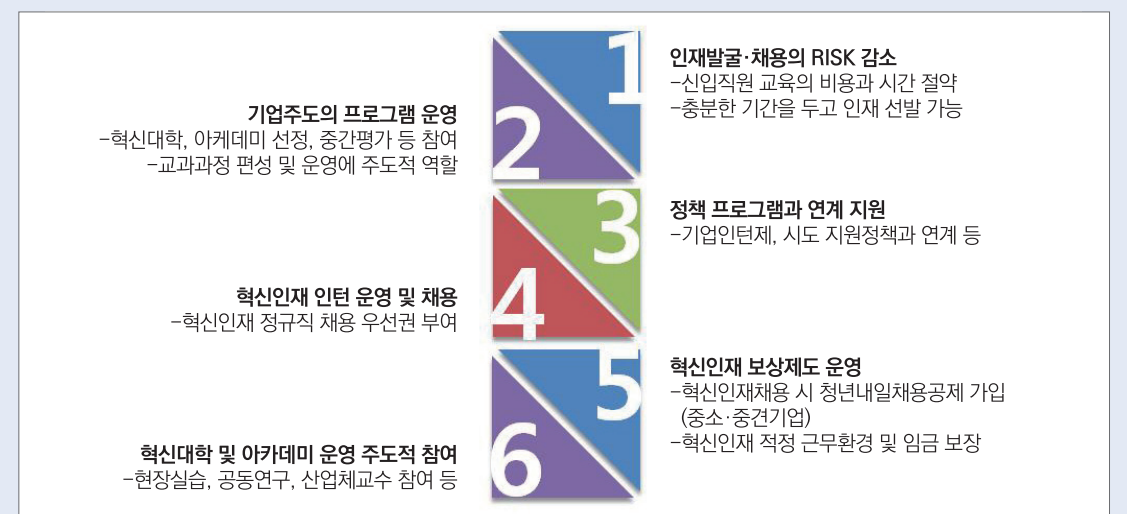 1
인재발굴·채용의 RISK 감소
-신입직원 교육의 비용과 시간 절약
-충분한 기간을 두고 인재 선발 가능
2
기업주도의 프로그램 운영
-혁신대학, 아케데미 선정, 중간평가 등 참여
-교과과정 편성 및 운영에 주도적 역할
3
정책 프로그램과 연계 지원
-기업인턴제, 시도 지원정책과 연계 등
4
혁신인재 인턴 운영 및 채용
-혁신인재 정규직 채용 우선권 부여
5
혁신인재 보상제도 운영
-혁신인재채용 시 청년내일채용공제 가입
(중소·중견기업)
-혁신인재 적정 근무환경 및 임금 보장
6
혁신대학 및 아카데미 운영 주도적 참여
-현장실습, 공동연구, 산업체교수 참여 등